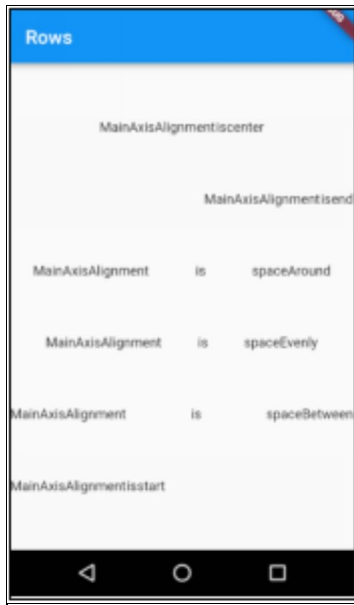 Rows
MainAxisAlignmentiscenter
MainAxisAlignmentisend
MainAxisAlignment is spaceAround
MainAxisAlignment is spaceEvenly
MainAxisAlignment is spaceBetween
MainAxisAlignmentisstart